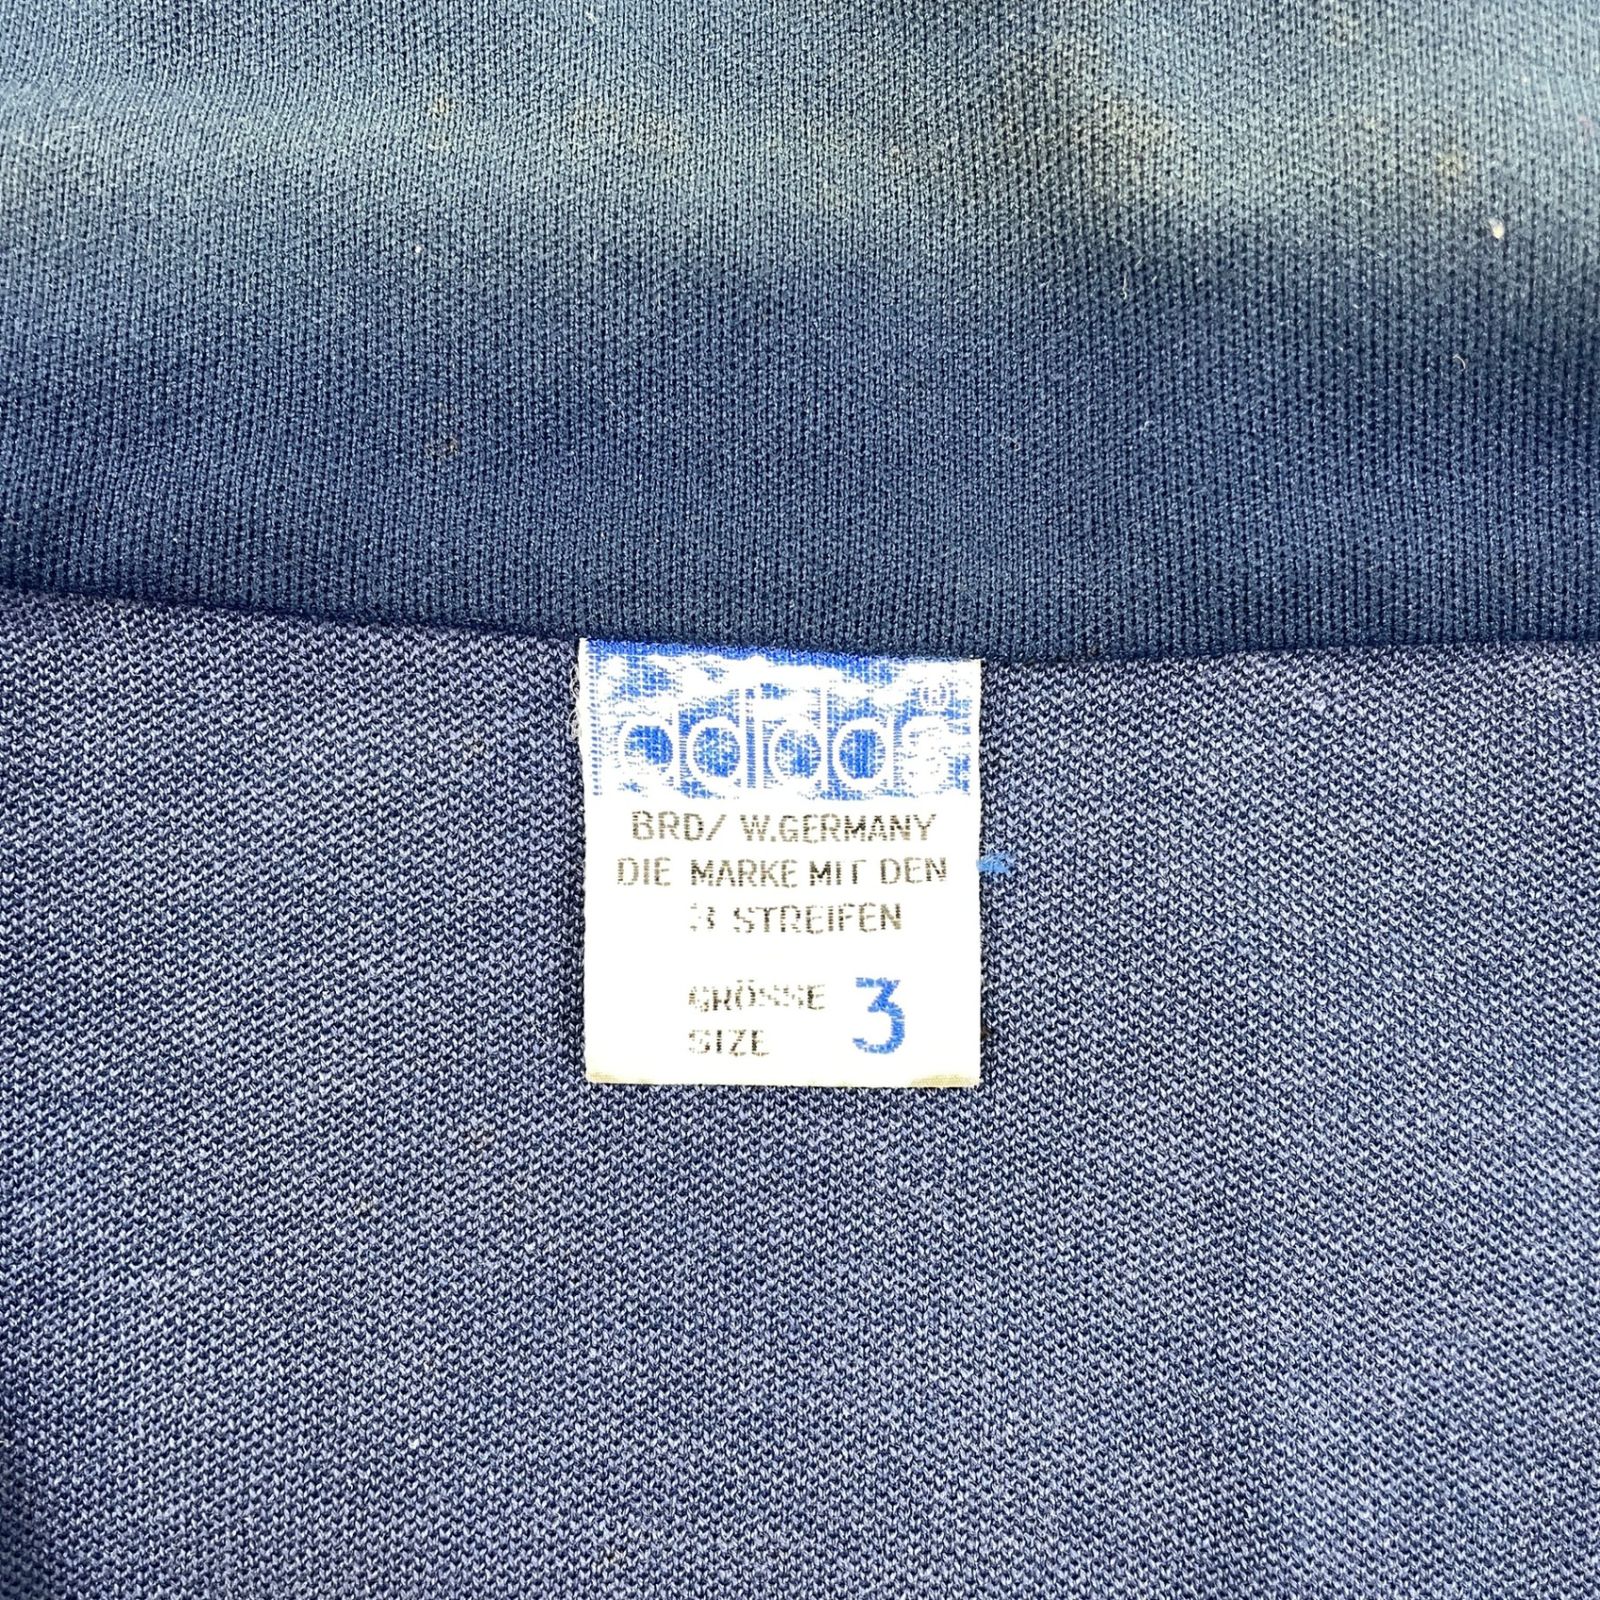 adidas®
BRD/ W.GERMANY
DIE MARKE MIT DEN
3 STREIFEN
GRÖSSE 3
SIZE